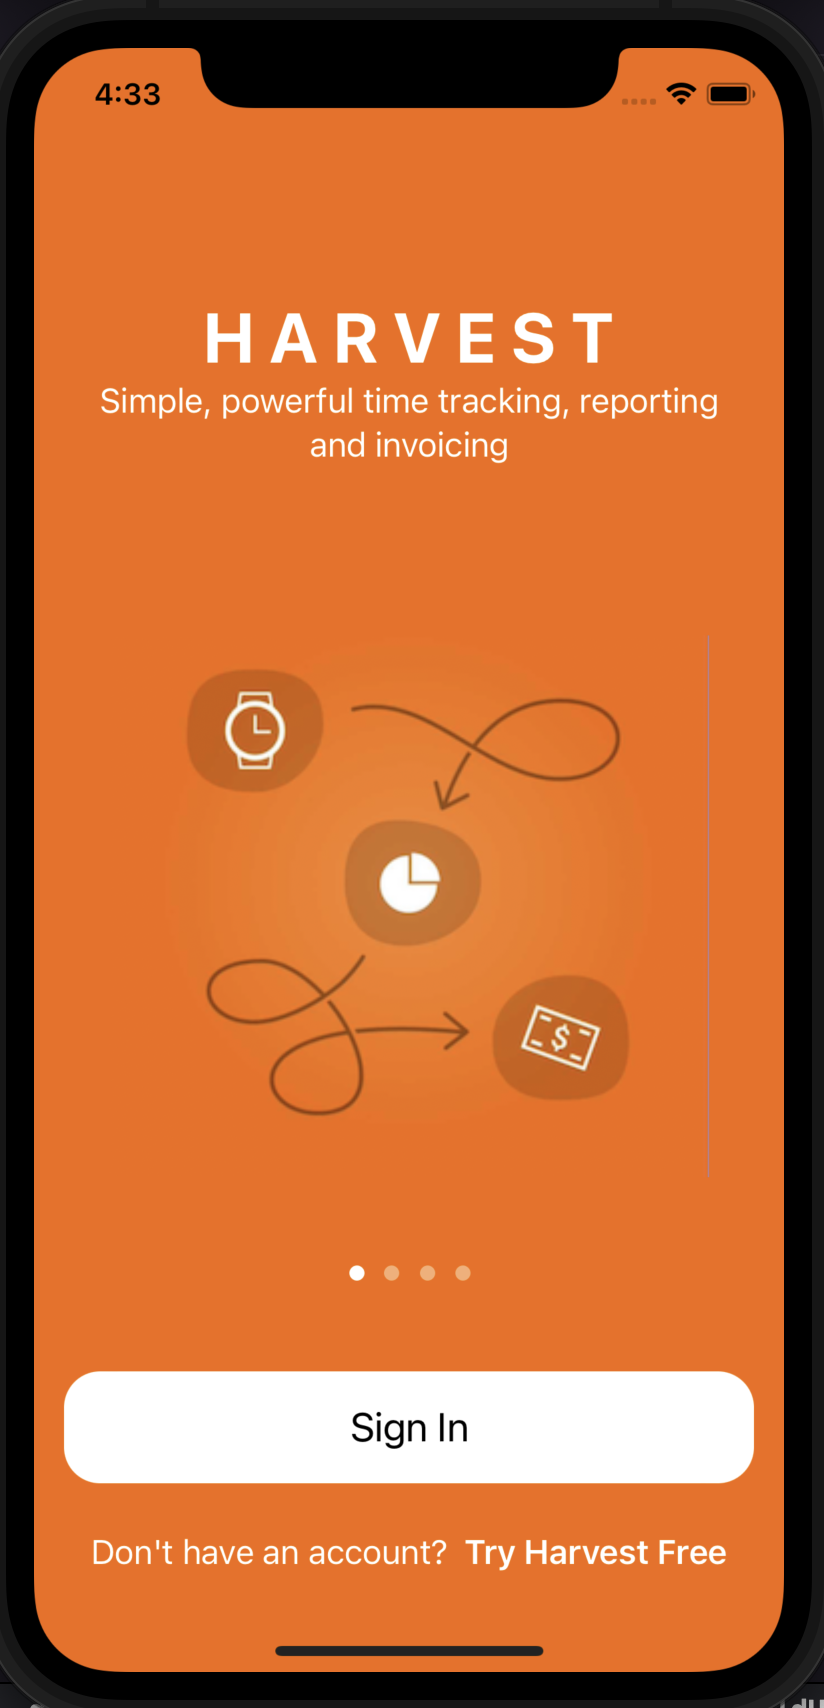 4:33
HARVEST
Simple, powerful time tracking, reporting
and invoicing
$
Sign In
Don't have an account? Try Harvest Free